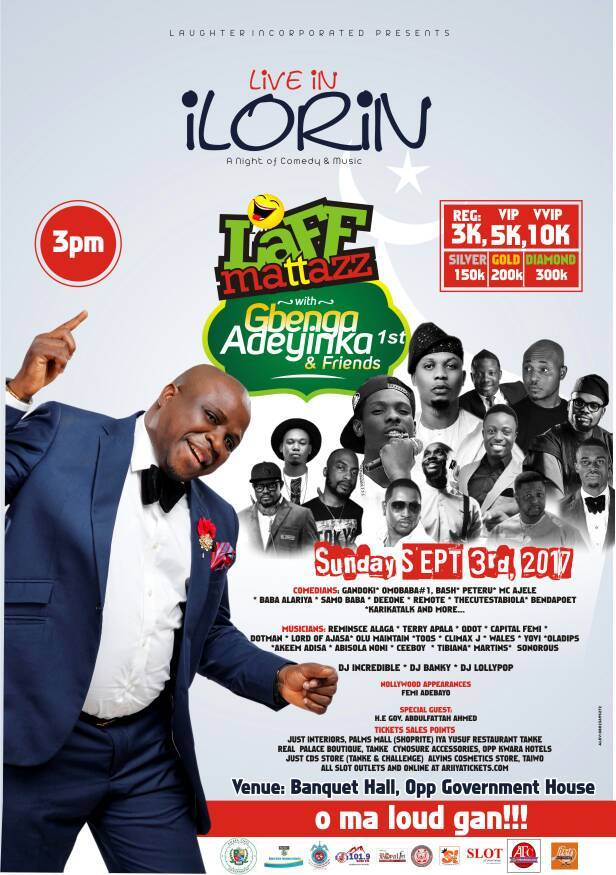 LAUGHTER INCORPORATED PRESENTS
LiVE iN
iLORiN
A Night of Comedy & Music
3pm
REG: VIP VVIP
3K, 5K, 10K
SILVER GOLD DIAMOND
150k 200k 300k
LAFF
mattazz
with
Gbenga
Adeyinka 1st
& Friends
Sunday SEPT 3rd, 2017
COMEDIANS: GANDOKI* OMOBABA#1, BASH* PETERU* MC AJELE
* BABA ALARIYA * SAMO BABA * DEEONE * REMOTE * THECUTESTABIOLA* BENDAPOET
*KARIKATALK AND MORE...
MUSICIANS: REMINSCE ALAGA * TERRY APALA * QDOT * CAPITAL FEMI *
DOTMAN * LORD OF AJASA* OLU MAINTAIN *TOOS * CLIMAX J * WALES * YOVI *OLADIPS
*AKEEM ADISA * ABISOLA NONI * CEEBOY * TIBIANA* MARTINS* SONOROUS
DJ INCREDIBLE * DJ BANKY * DJ LOLLYPOP
NOLLYWOOD APPEARANCES
FEMI ADEBAYO
SPECIAL GUEST:
H.E GOV. ABDULFATTAH AHMED
TICKETS SALES POINTS
JUST INTERIORS, PALMS MALL (SHOPRITE) IYA YUSUF RESTAURANT TANKE
REAL PALACE BOUTIQUE, TANKE CYNOSURE ACCESSORIES, OPP KWARA HOTELS
JUST CDS STORE (TANKE & CHALLENGE) ALVINS COSMETICS STORE, TAIWO
ALL SLOT OUTLETS AND ONLINE AT ARIIYATICKETS.COM
Venue: Banquet Hall, Opp Government House
o ma loud gan!!!
101.9
SLOT